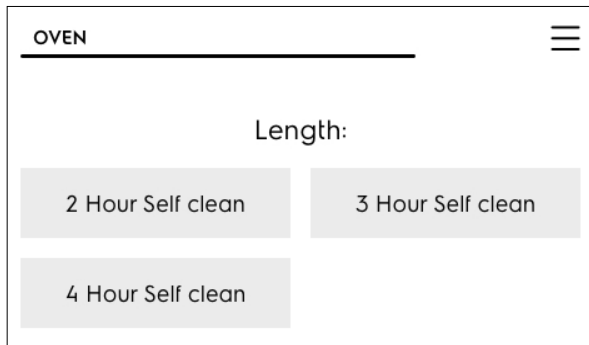 OVEN
Length:
2 Hour Self clean
3 Hour Self clean
4 Hour Self clean